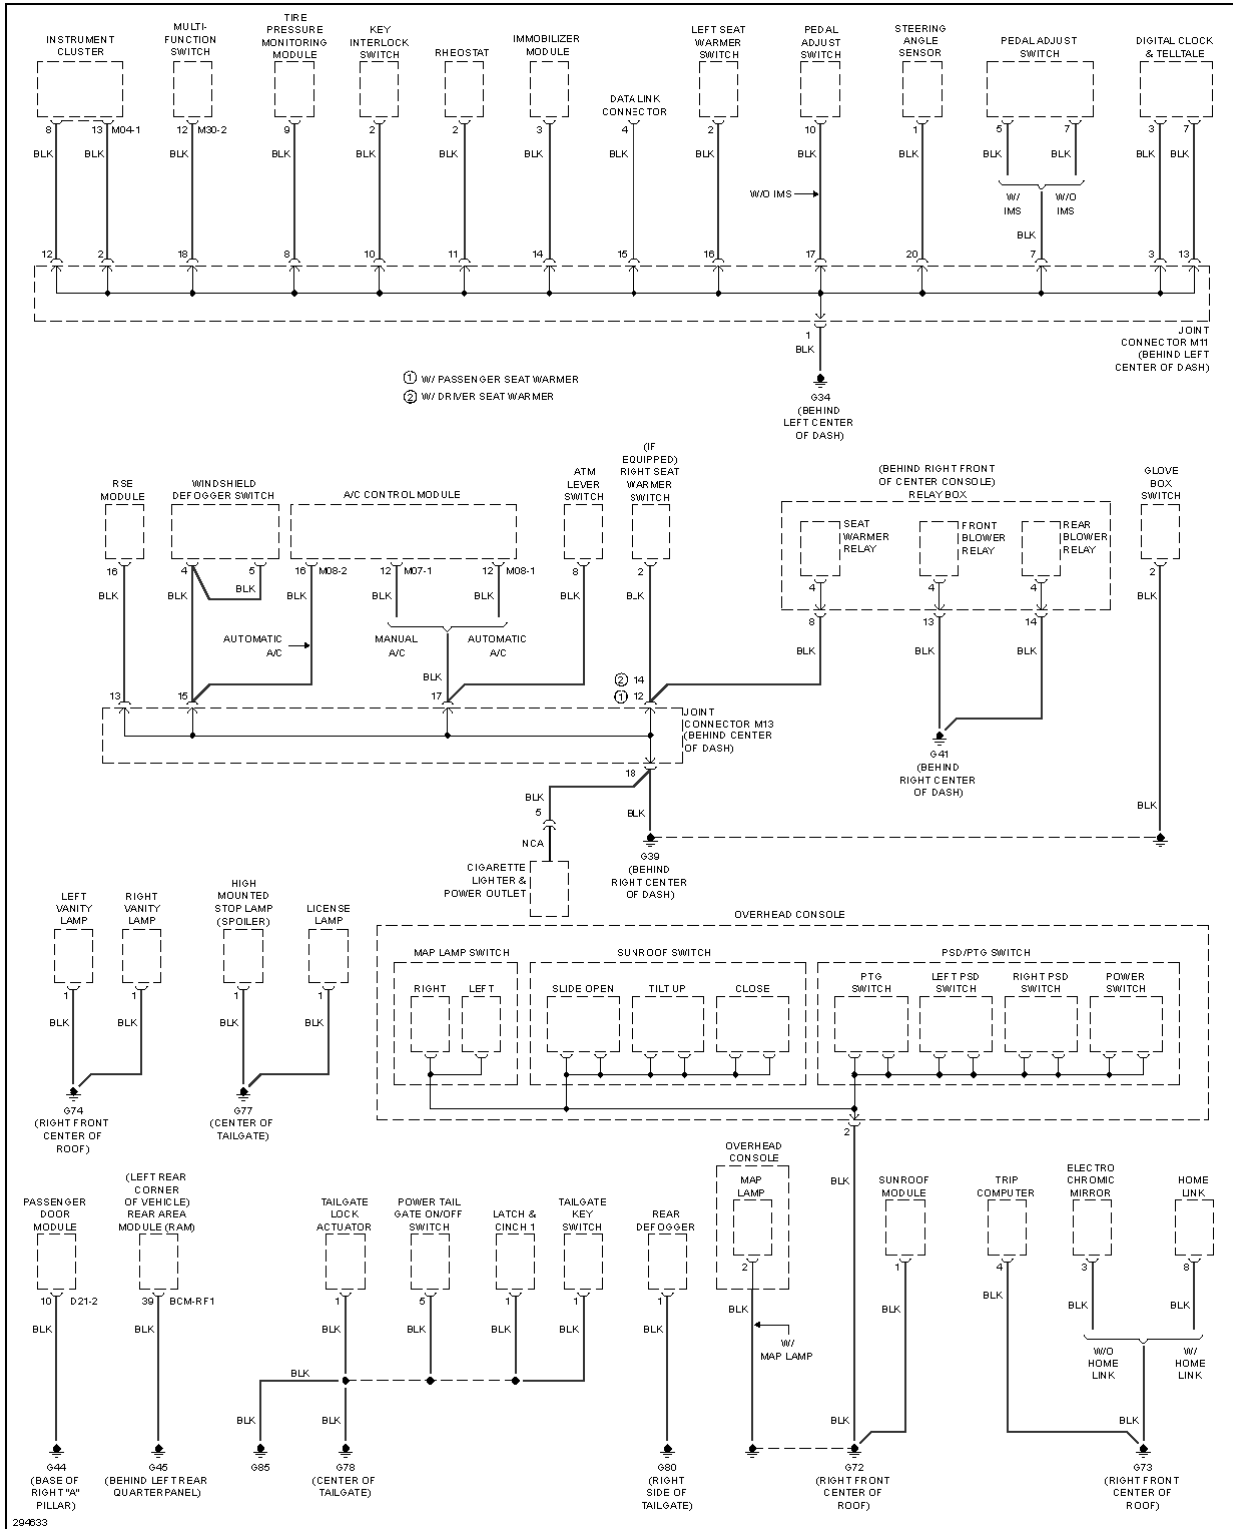 INSTRUMENT
CLUSTER
MULTI-
FUNCTION
SWITCH
TIRE
PRESSURE
MONITORING
MODULE
KEY
INTERLOCK
SWITCH
RHEOSTAT
IMMOBILIZER
MODULE
DATA LINK
CONNECTOR
LEFT SEAT
WARMER
SWITCH
PEDAL
ADJUST
SWITCH
STEERING
ANGLE
SENSOR
PEDAL ADJUST
SWITCH
DIGITAL CLOCK
& TELLTALE
8 13 M04-1 12 M30-2 9 2 2 3 4 2 10 1 5 7 3 7
BLK BLK BLK BLK BLK BLK BLK BLK BLK BLK BLK BLK BLK BLK BLK
W/O IMS
W/
IMS
W/O
IMS
BLK
12 2 18 8 10 11 14 15 16 17 20 7 3 13
1
BLK
JOINT
CONNECTOR M11
(BEHIND LEFT
CENTER OF DASH)
1 W/ PASSENGER SEAT WARMER
2 W/ DRIVER SEAT WARMER
G34
(BEHIND
LEFT CENTER
OF DASH)
RSE
MODULE
WINDSHIELD
DEFOGGER SWITCH
A/C CONTROL MODULE
ATM
LEVER
SWITCH
(IF
EQUIPPED)
RIGHT SEAT
WARMER
SWITCH
(BEHIND RIGHT FRONT
OF CENTER CONSOLE)
RELAY BOX
SEAT
WARMER
RELAY
FRONT
BLOWER
RELAY
REAR
BLOWER
RELAY
GLOVE
BOX
SWITCH
16 4 5 16 M08-2 12 M07-1 12 M08-1 8 2 4 4 4 2
BLK BLK BLK BLK BLK BLK BLK BLK BLK
8 13 14
BLK BLK BLK
AUTOMATIC
A/C
MANUAL
A/C
AUTOMATIC
A/C
BLK
2 14
1 12
13 15 17
JOINT
CONNECTOR M13
(BEHIND CENTER
OF DASH)
G41
(BEHIND
RIGHT CENTER
OF DASH)
18
BLK
5
BLK
BLK
NCA
CIGARETTE
LIGHTER &
POWER OUTLET
G39
(BEHIND
RIGHT CENTER
OF DASH)
LEFT
VANITY
LAMP
RIGHT
VANITY
LAMP
HIGH
MOUNTED
STOP LAMP
(SPOILER)
LICENSE
LAMP
1 1 1 1
BLK BLK BLK BLK
G74
(RIGHT FRONT
CENTER OF
ROOF)
G77
(CENTER OF
TAILGATE)
OVERHEAD CONSOLE
MAP LAMP SWITCH
RIGHT LEFT
SUNROOF SWITCH
SLIDE OPEN TILT UP CLOSE
PSD/PTG SWITCH
PTG
SWITCH
LEFT PSD
SWITCH
RIGHT PSD
SWITCH
POWER
SWITCH
2
BLK
PASSENGER
DOOR
MODULE
(LEFT REAR
CORNER
OF VEHICLE)
REAR AREA
MODULE (RAM)
TAILGATE
LOCK
ACTUATOR
POWER TAIL
GATE ON/OFF
SWITCH
LATCH &
CINCH 1
TAILGATE
KEY
SWITCH
REAR
DEFOGGER
OVERHEAD
CONSOLE
MAP
LAMP
SUNROOF
MODULE
TRIP
COMPUTER
ELECTRO
CHROMIC
MIRROR
HOME
LINK
2 1 4 3 8
10 D21-2 39 BCM-RF1 1 5 1 1 1
BLK BLK BLK BLK BLK BLK BLK
BLK BLK BLK BLK BLK
W/
MAP LAMP
W/O
HOME
LINK
W/
HOME
LINK
BLK
BLK BLK
BLK
G44
(BASE OF
RIGHT "A"
PILLAR)
G45
(BEHIND LEFT REAR
QUARTER PANEL)
G85
G78
(CENTER OF
TAILGATE)
G80
(RIGHT
SIDE OF
TAILGATE)
G72
(RIGHT FRONT
CENTER OF
ROOF)
G73
(RIGHT FRONT
CENTER OF
ROOF)
294633